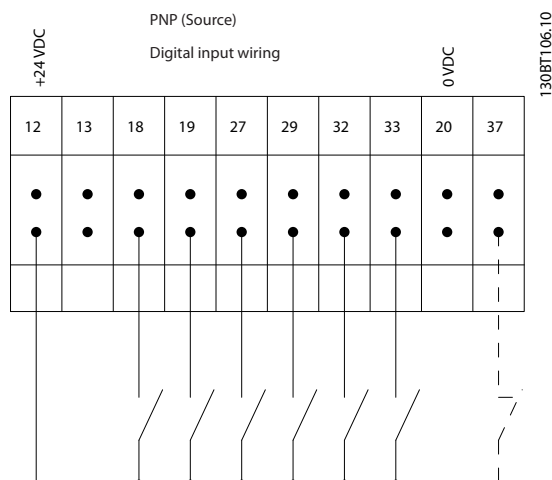 PNP (Source)
Digital input wiring
+24 VDC
0 VDC
130BT106.10
12 13 18 19 27 29 32 33 20 37